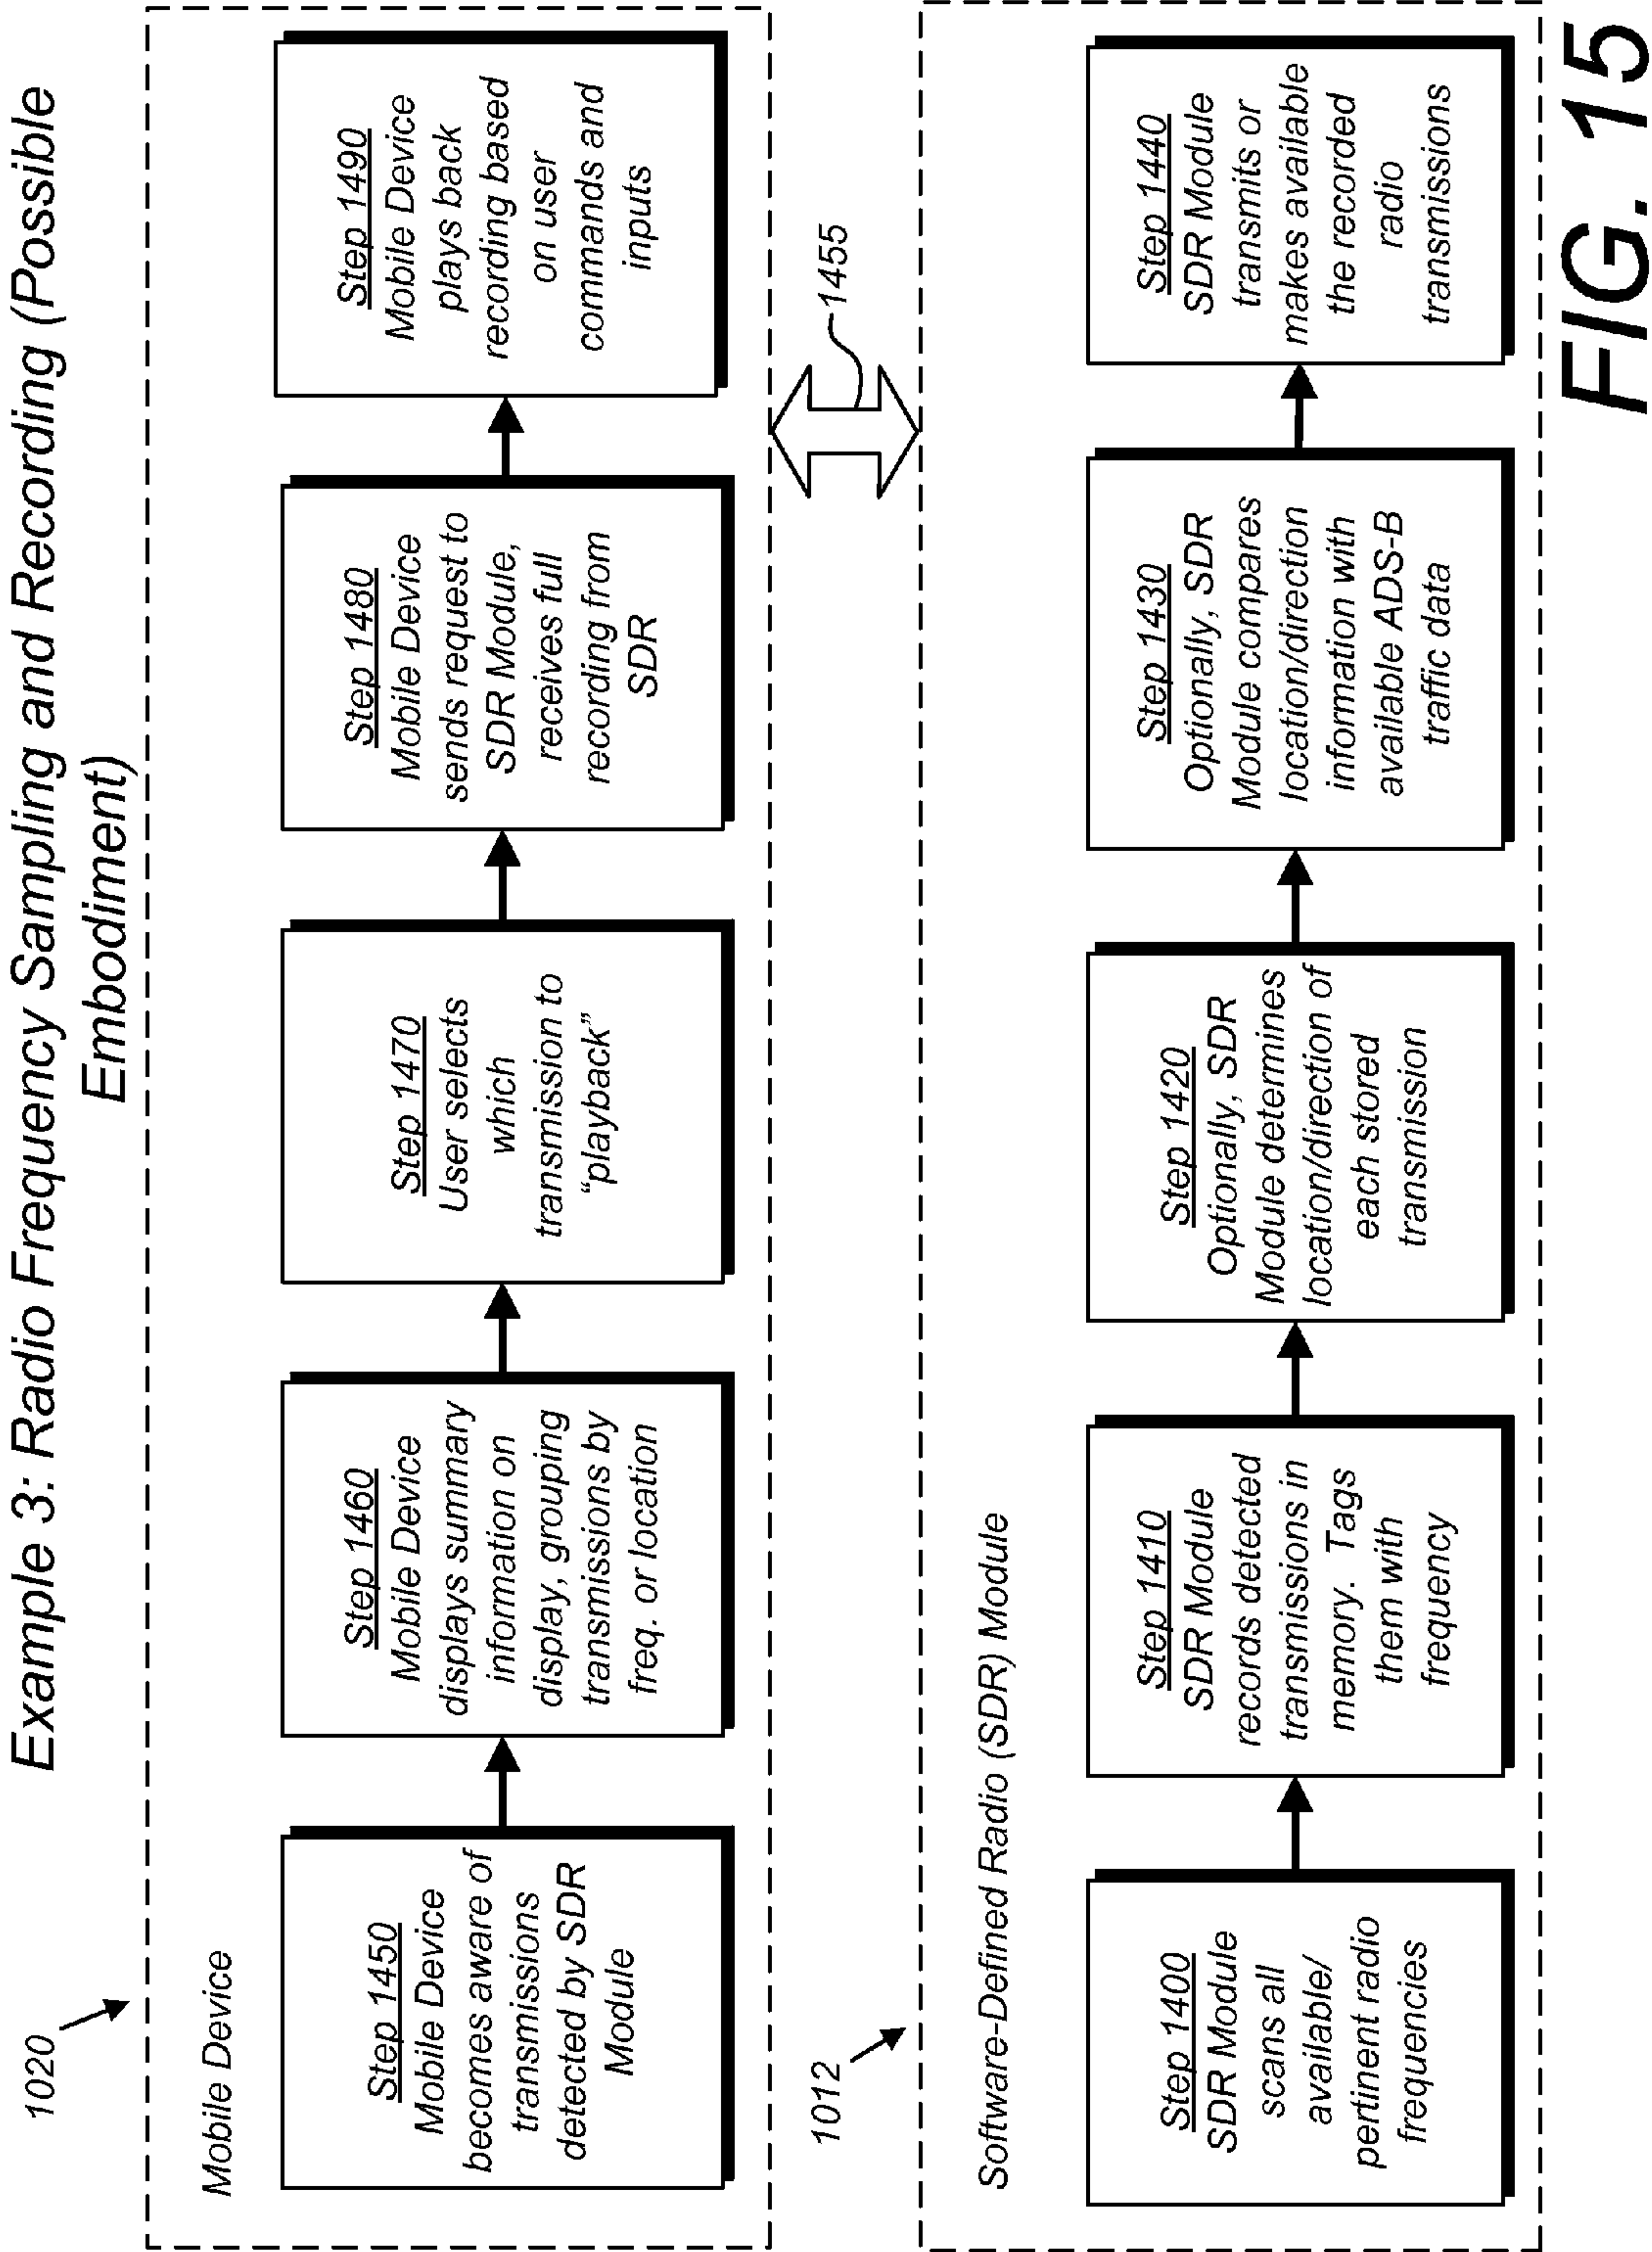 Example 3: Radio Frequency Sampling and Recording (Possible
Embodiment)
1020
Mobile Device
Step 1450
Mobile Device
becomes aware of
transmissions
detected by SDR
Module
Step 1460
Mobile Device
displays summary
information on
display, grouping
transmissions by
freq. or location
Step 1470
User selects
which
transmission to
“playback”
Step 1480
Mobile Device
sends request to
SDR Module,
receives full
recording from
SDR
Step 1490
Mobile Device
plays back
recording based
on user
commands and
inputs
1455
1012
Software-Defined Radio (SDR) Module
Step 1400
SDR Module
scans all
available/
pertinent radio
frequencies
Step 1410
SDR Module
records detected
transmissions in
memory. Tags
them with
frequency
Step 1420
Optionally, SDR
Module determines
location/direction of
each stored
transmission
Step 1430
Optionally, SDR
Module compares
location/direction
information with
available ADS-B
traffic data
Step 1440
SDR Module
transmits or
makes available
the recorded
radio
transmissions
FIG. 15